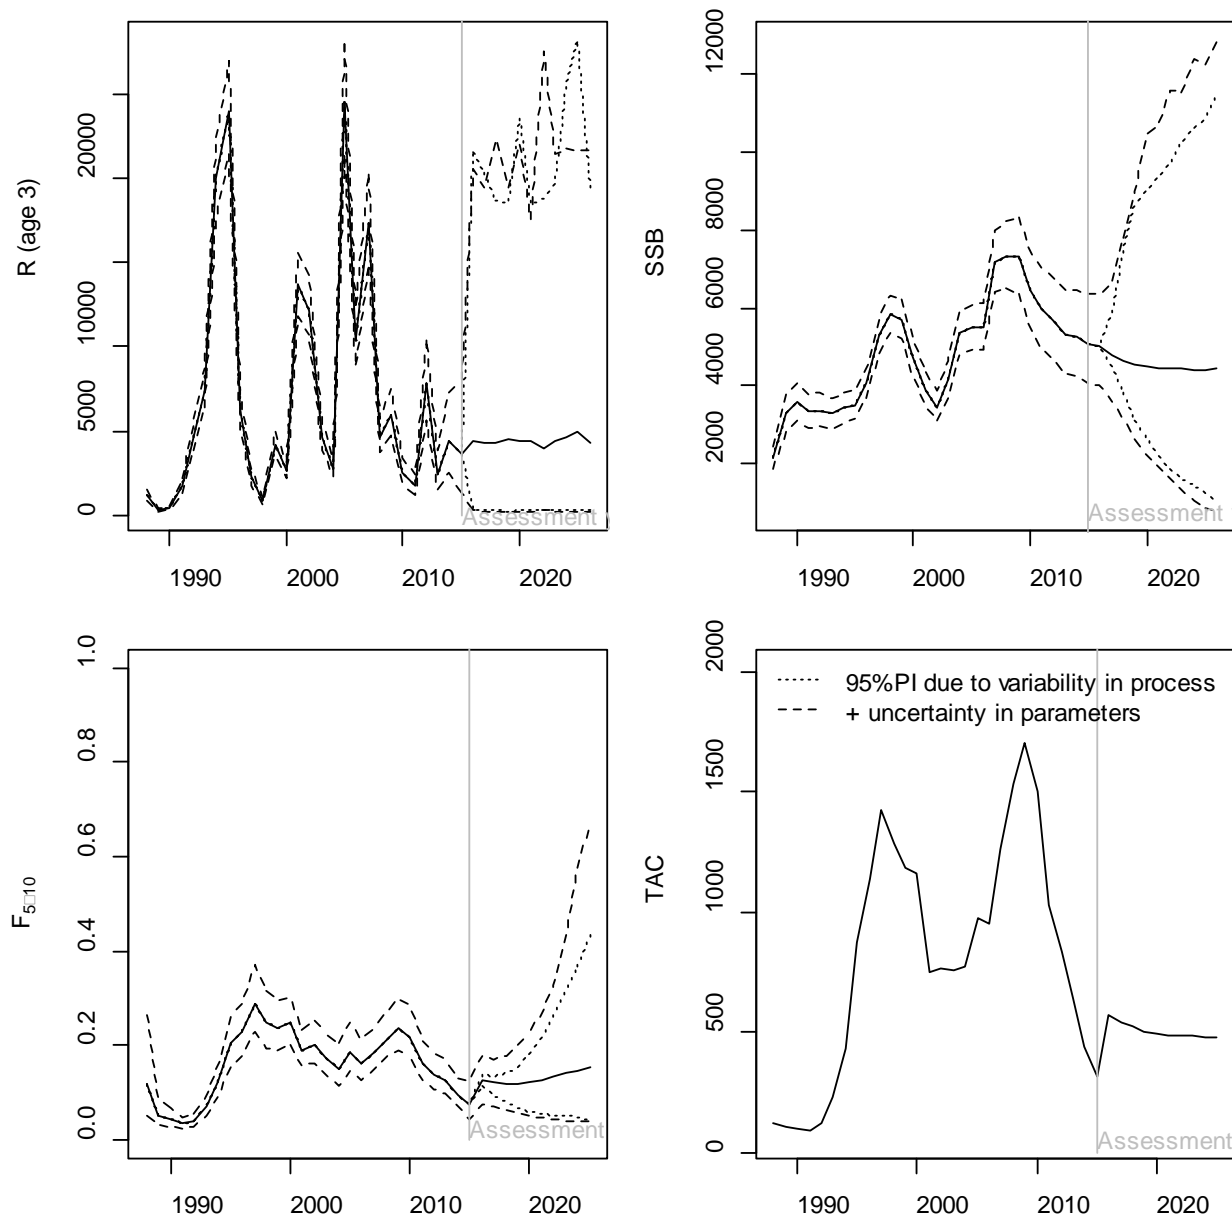 R (age 3)
20000
10000
5000
0
Assessment
1990 2000 2010 2020
SSB
12000
8000
6000
4000
2000
Assessment
1990 2000 2010 2020
F5□10
1.0
0.8
0.6
0.4
0.2
0.0
Assessment
1990 2000 2010 2020
TAC
2000
1500
1000
500
0
95%PI due to variability in process
+ uncertainty in parameters
Assessment
1990 2000 2010 2020